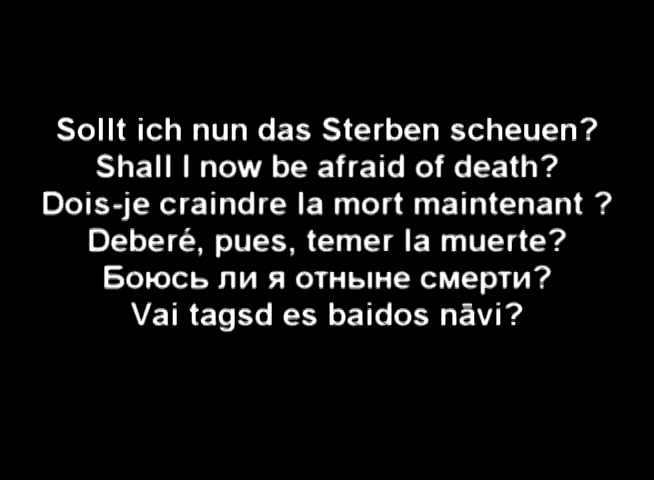 Sollt ich nun das Sterben scheuen?
Shall I now be afraid of death?
Dois-je craindre la mort maintenant ?
Deberé, pues, temer la muerte?
Боюсь ли я отныне смерти?
Vai tagsd es baidos nāvi?